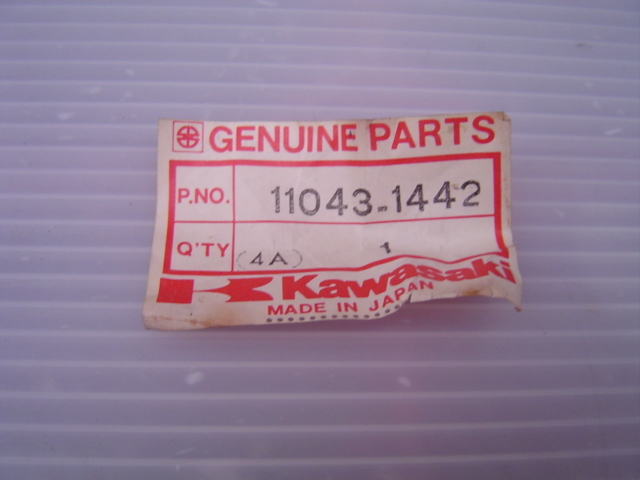 GENUINE PARTS
P.NO. 11043-1442
Q'TY (4A) 1
Kawasaki
MADE IN JAPAN